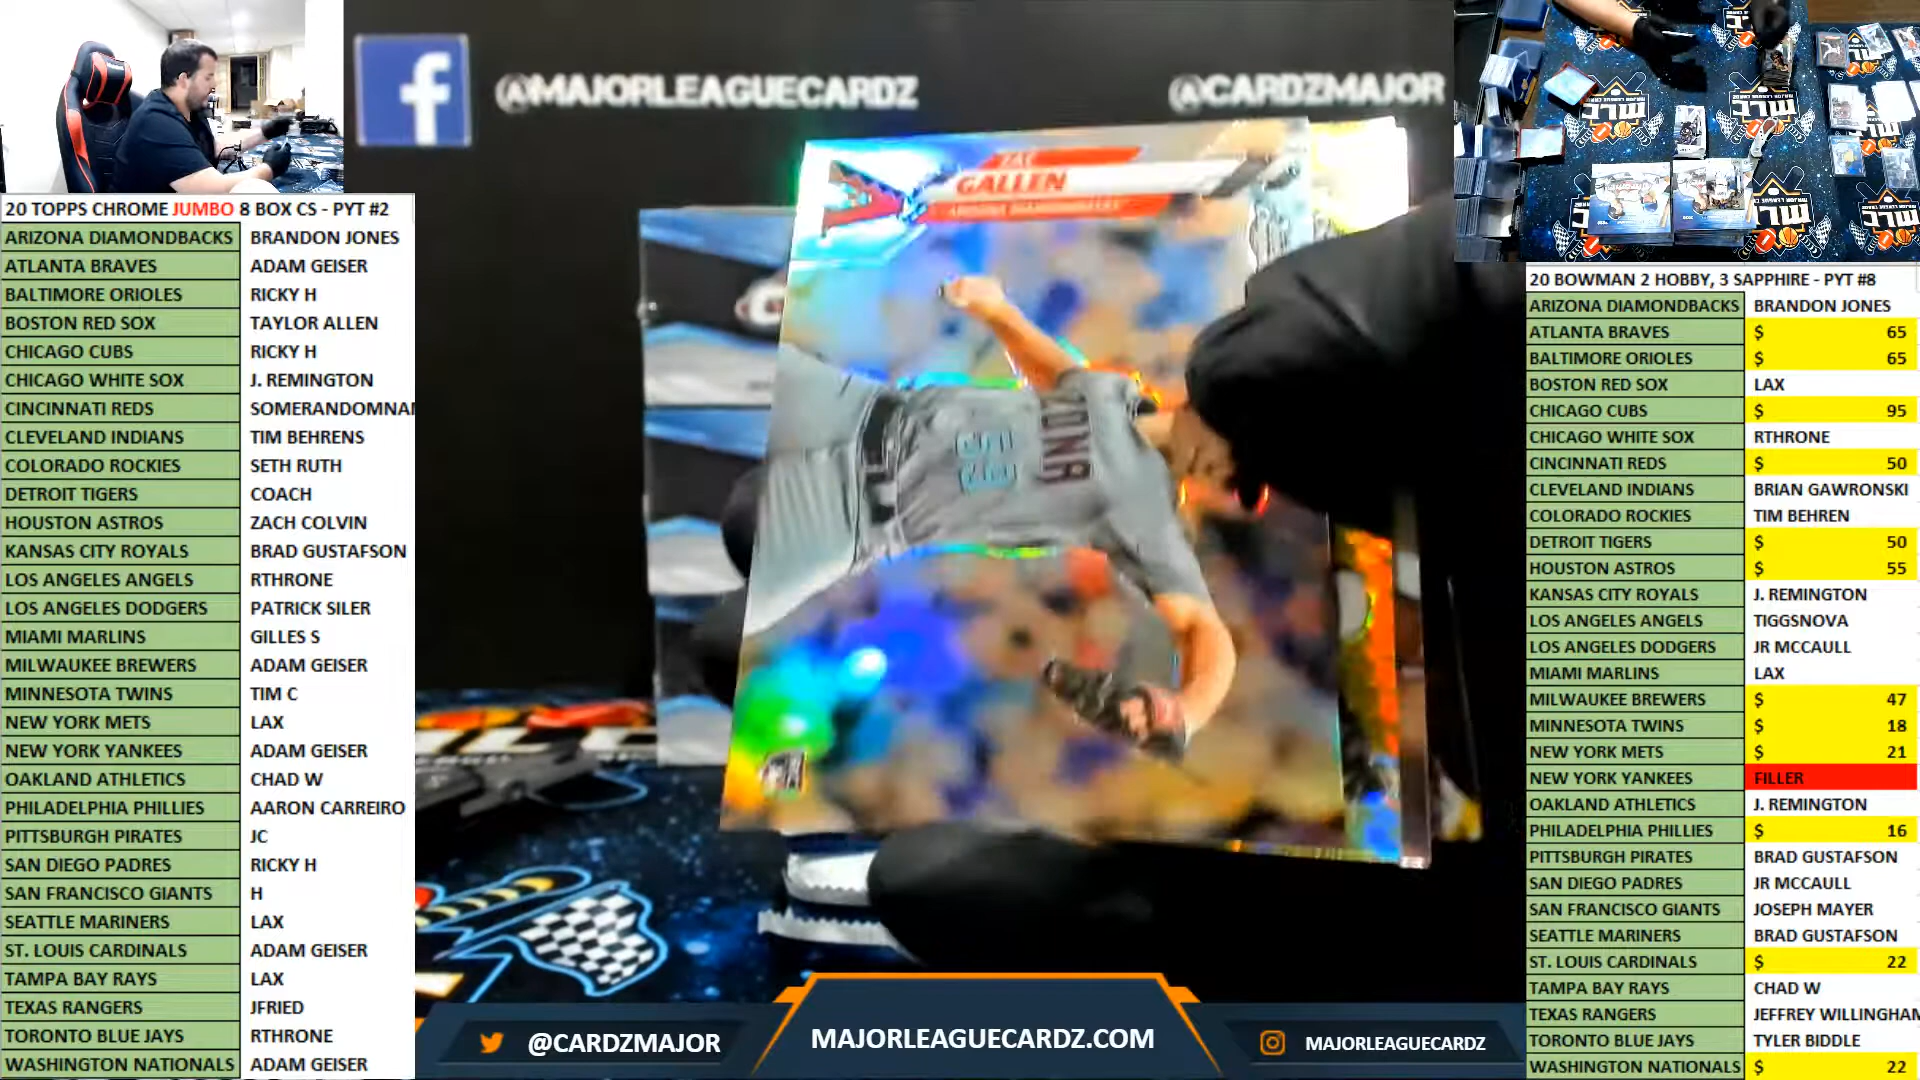 @MAJORLEAGUECARDZ
@CARDZMAJOR
ZAC
GALLEN
20 TOPPS CHROME JUMBO 8 BOX CS - PYT #2
ARIZONA DIAMONDBACKS BRANDON JONES
ATLANTA BRAVES ADAM GEISER
BALTIMORE ORIOLES RICKY H
BOSTON RED SOX TAYLOR ALLEN
CHICAGO CUBS RICKY H
CHICAGO WHITE SOX J. REMINGTON
CINCINNATI REDS SOMERANDOMNA
CLEVELAND INDIANS TIM BEHRENS
COLORADO ROCKIES SETH RUTH
DETROIT TIGERS COACH
HOUSTON ASTROS ZACH COLVIN
KANSAS CITY ROYALS BRAD GUSTAFSON
LOS ANGELES ANGELS RTHRONE
LOS ANGELES DODGERS PATRICK SILER
MIAMI MARLINS GILLES S
MILWAUKEE BREWERS ADAM GEISER
MINNESOTA TWINS TIM C
NEW YORK METS LAX
NEW YORK YANKEES ADAM GEISER
OAKLAND ATHLETICS CHAD W
PHILADELPHIA PHILLIES AARON CARREIRO
PITTSBURGH PIRATES JC
SAN DIEGO PADRES RICKY H
SAN FRANCISCO GIANTS H
SEATTLE MARINERS LAX
ST. LOUIS CARDINALS ADAM GEISER
TAMPA BAY RAYS LAX
TEXAS RANGERS JFRIED
TORONTO BLUE JAYS RTHRONE
WASHINGTON NATIONALS ADAM GEISER
20 BOWMAN 2 HOBBY, 3 SAPPHIRE - PYT #8
ARIZONA DIAMONDBACKS BRANDON JONES
ATLANTA BRAVES $ 65
BALTIMORE ORIOLES $ 65
BOSTON RED SOX LAX
CHICAGO CUBS $ 95
CHICAGO WHITE SOX RTHRONE
CINCINNATI REDS $ 50
CLEVELAND INDIANS BRIAN GAWRONSKI
COLORADO ROCKIES TIM BEHREN
DETROIT TIGERS $ 50
HOUSTON ASTROS $ 55
KANSAS CITY ROYALS J. REMINGTON
LOS ANGELES ANGELS TIGGSNOVA
LOS ANGELES DODGERS JR MCCAULL
MIAMI MARLINS LAX
MILWAUKEE BREWERS $ 47
MINNESOTA TWINS $ 18
NEW YORK METS $ 21
NEW YORK YANKEES FILLER
OAKLAND ATHLETICS J. REMINGTON
PHILADELPHIA PHILLIES $ 16
PITTSBURGH PIRATES BRAD GUSTAFSON
SAN DIEGO PADRES JR MCCAULL
SAN FRANCISCO GIANTS JOSEPH MAYER
SEATTLE MARINERS BRAD GUSTAFSON
ST. LOUIS CARDINALS $ 22
TAMPA BAY RAYS CHAD W
TEXAS RANGERS JEFFREY WILLINGHAM
TORONTO BLUE JAYS TYLER BIDDLE
WASHINGTON NATIONALS $ 22
@CARDZMAJOR
MAJORLEAGUECARDZ.COM
MAJORLEAGUECARDZ